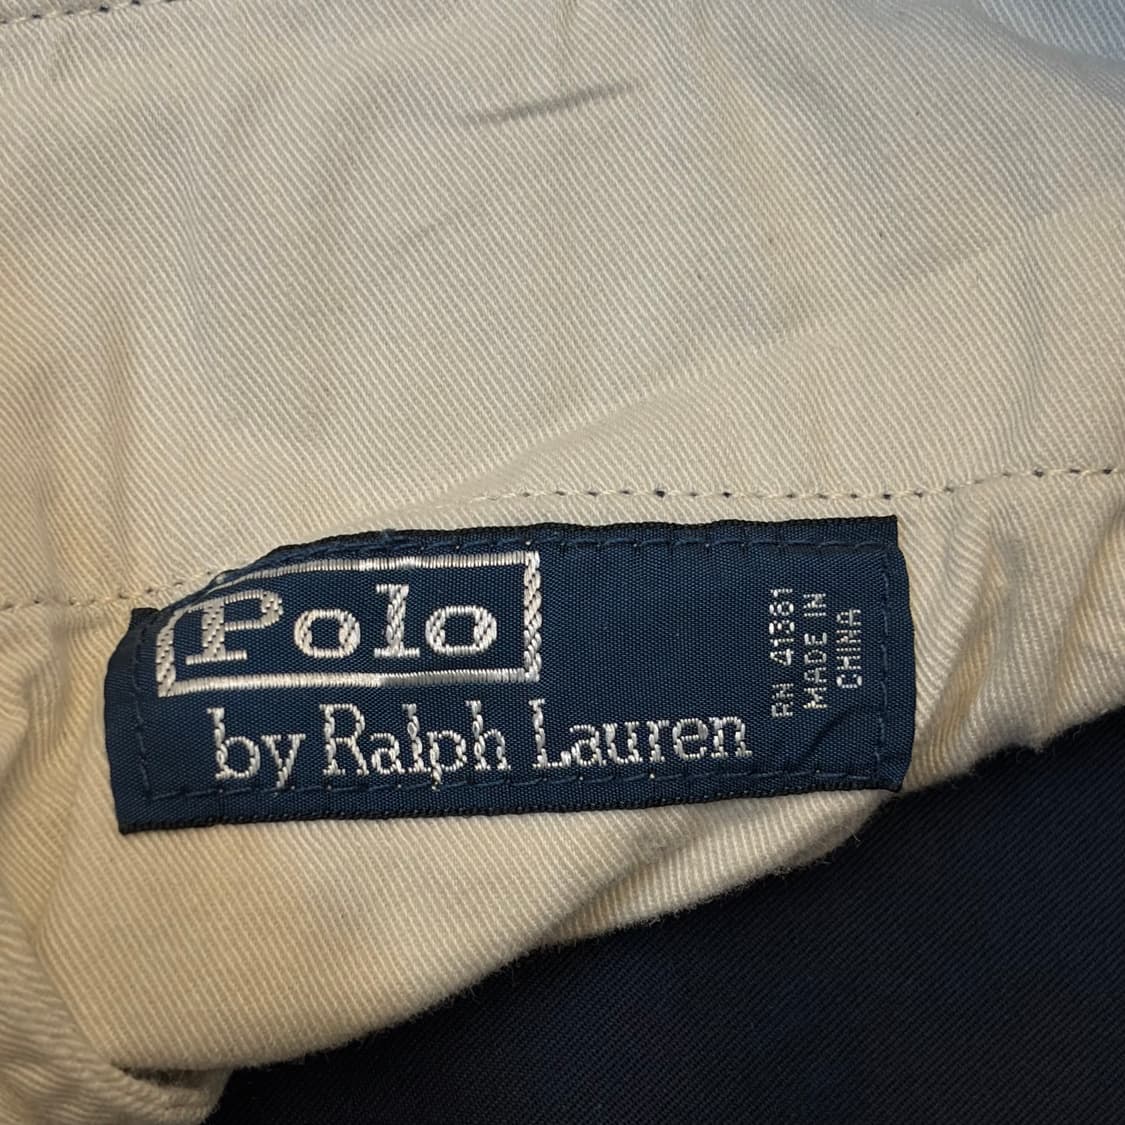 Polo
by Ralph Lauren
RN 41381
MADE IN
CHINA